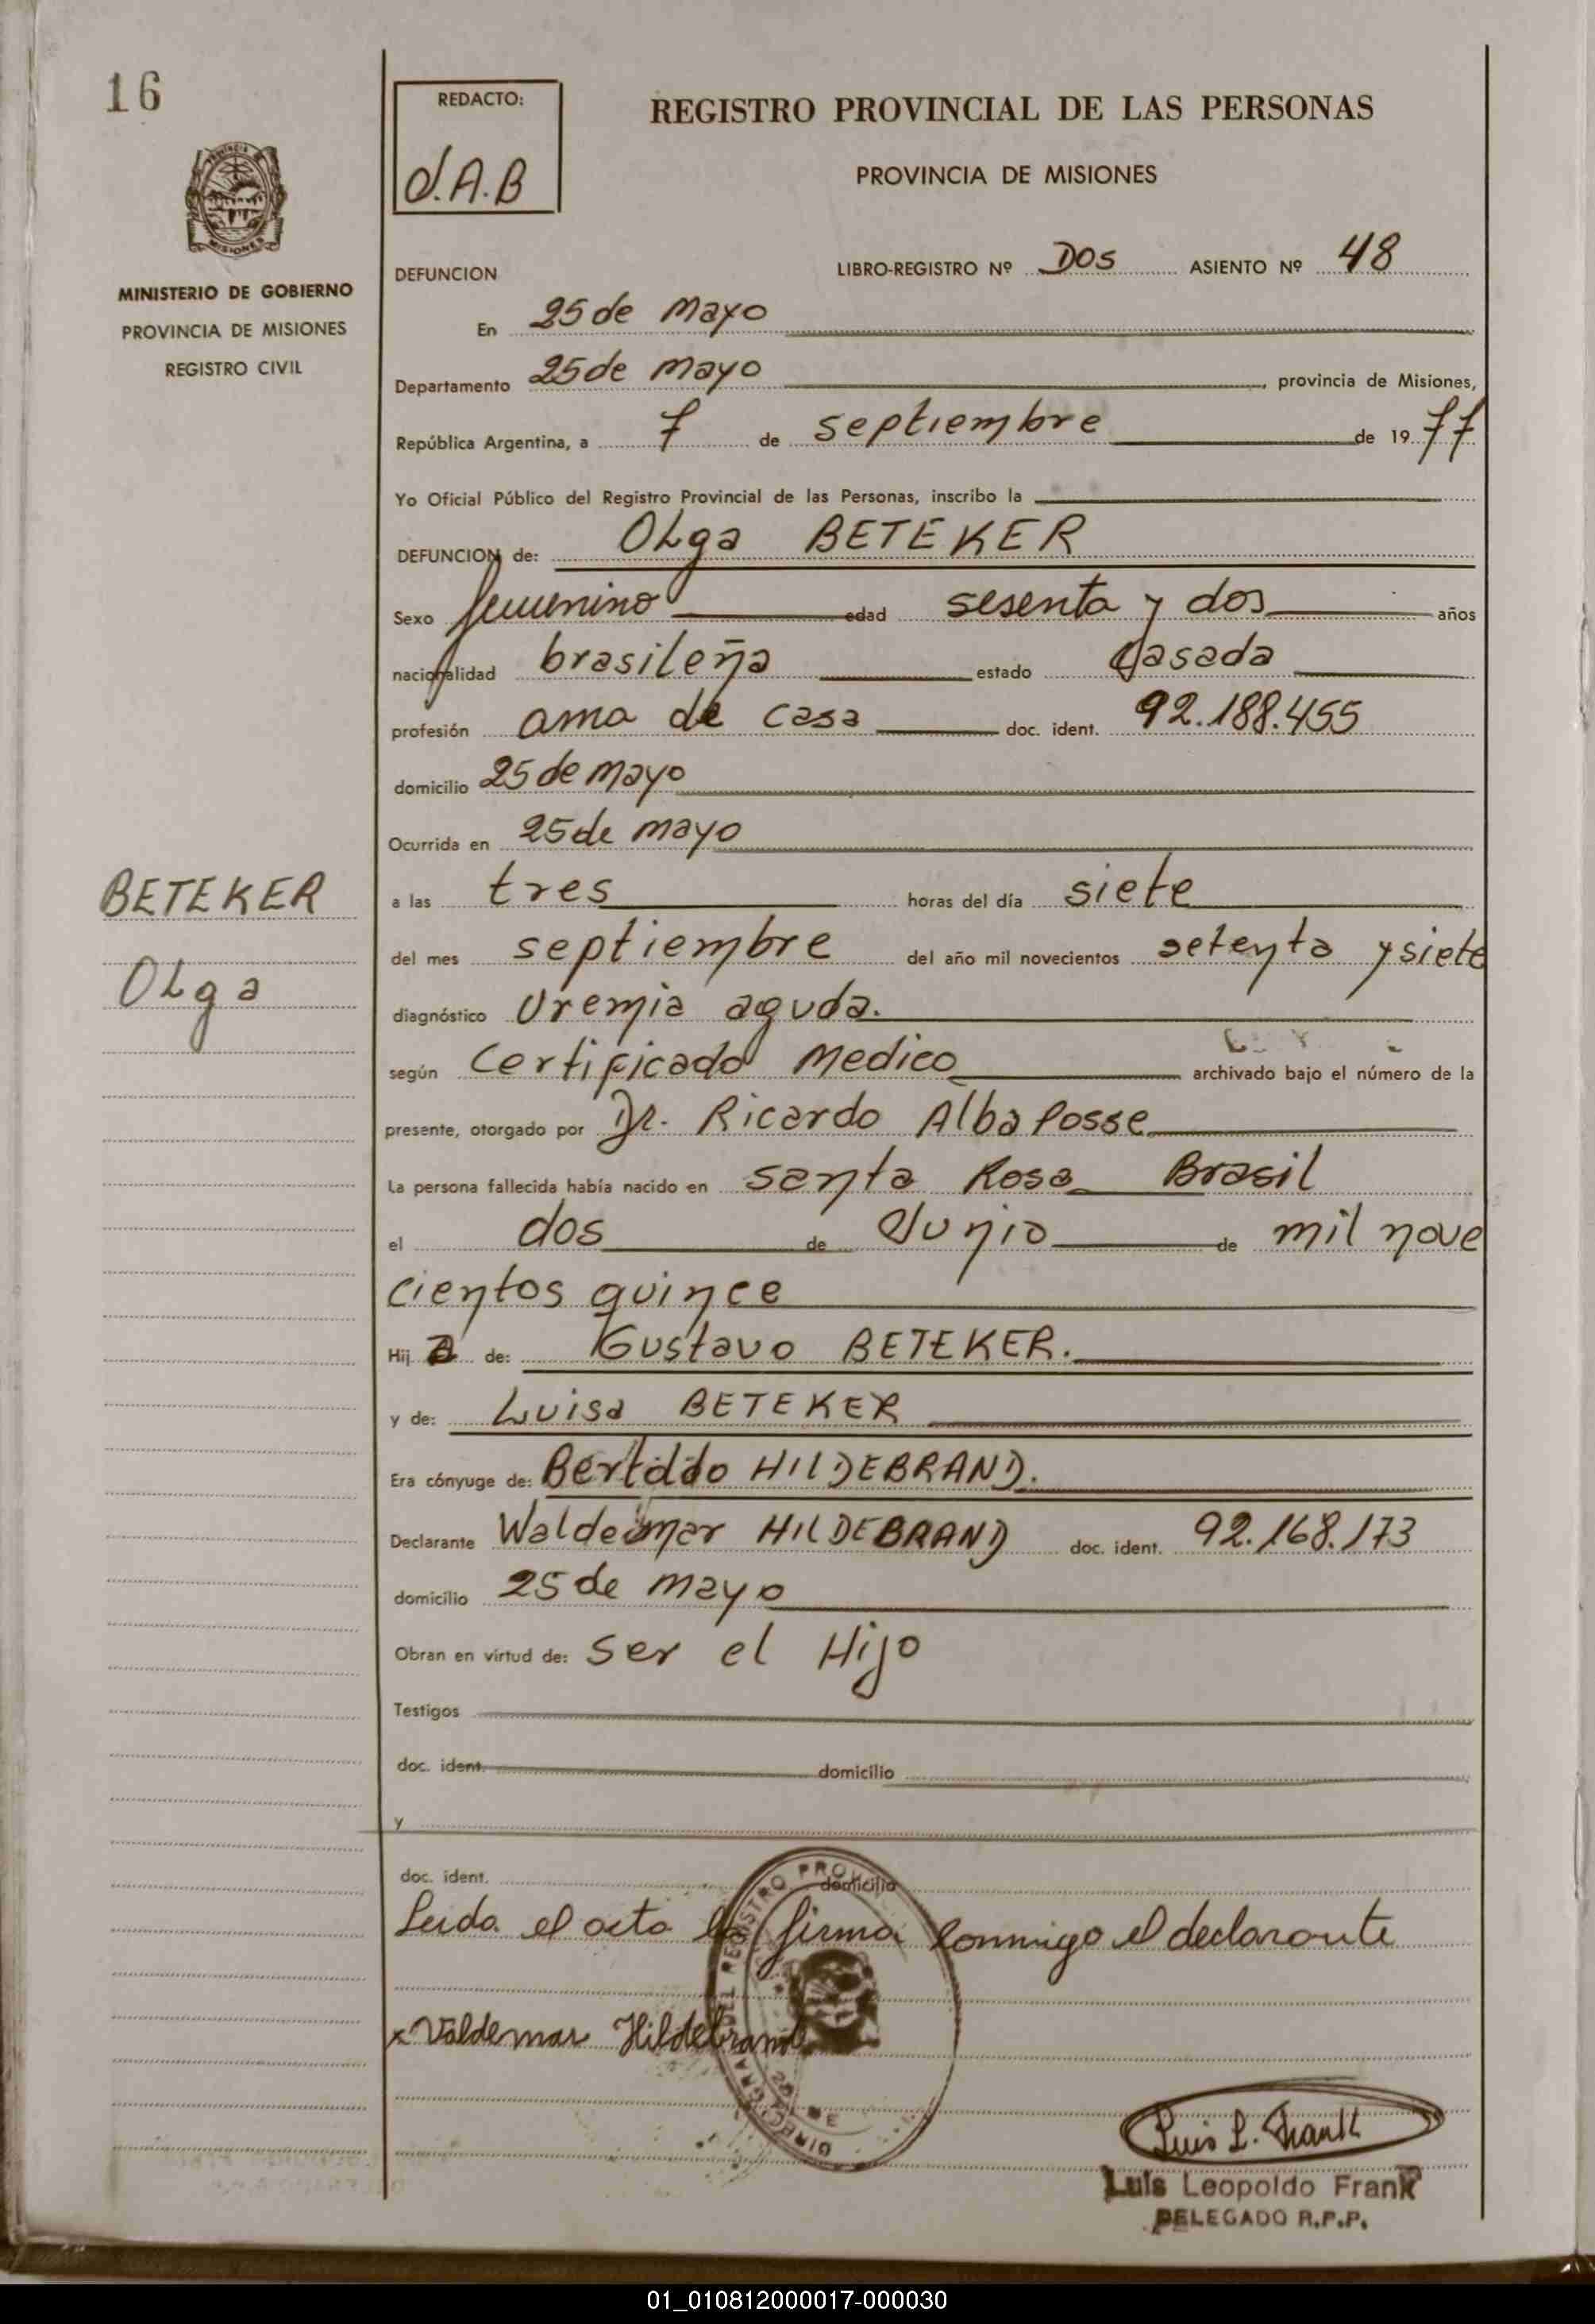 16
REDACTO:
J.A.B
REGISTRO PROVINCIAL DE LAS PERSONAS
PROVINCIA DE MISIONES
MINISTERIO DE GOBIERNO
PROVINCIA DE MISIONES
REGISTRO CIVIL
DEFUNCION LIBRO-REGISTRO Nº Dos ASIENTO Nº 48
En 25 de Mayo
Departamento 25 de Mayo, provincia de Misiones,
República Argentina, a 7 de septiembre de 1977
Yo Oficial Público del Registro Provincial de las Personas, inscribo la
DEFUNCION de: OLga BETEKER
Sexo femenino edad sesenta y dos años
nacionalidad brasileña estado Casada
profesión ama de casa doc. ident. 92.188.455
domicilio 25 de Mayo
Ocurrida en 25 de mayo
BETEKER
OLga
a las tres horas del día siete
del mes septiembre del año mil novecientos setenta y siete
diagnóstico Uremia aguda.
según Certificado Medico archivado bajo el número de la
presente, otorgado por Dr. Ricardo Alba Posse
La persona fallecida había nacido en Santa Rosa Brasil
el dos de Junio de mil nove
cientos quince
Hija de: Gustavo BETEKER.
y de: Luisa BETEKER
Era cónyuge de: Bertoldo HILDEBRAND.
Declarante Waldemar HILDEBRAND doc. ident. 92.168.173
domicilio 25 de Mayo
Obran en virtud de: ser el Hijo
Testigos
doc. ident. domicilio
y
doc. ident. domicilio
Leida el acta la firma conmigo el declarante
x Valdemar Hildebrand
Luis L. Frank
Luis Leopoldo Frank
DELEGADO R.P.P.
01_010812000017-000030